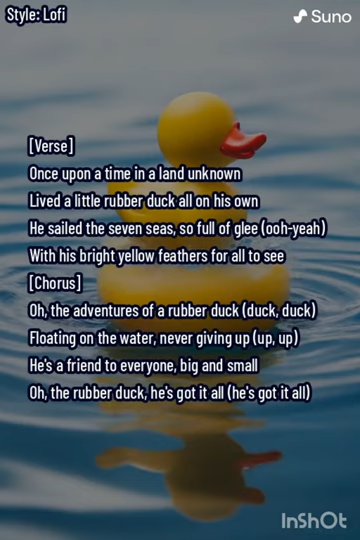 Style: Lofi
Suno
[Verse]
Once upon a time in a land unknown
Lived a little rubber duck all on his own
He sailed the seven seas, so full of glee (ooh-yeah)
With his bright yellow feathers for all to see
[Chorus]
Oh, the adventures of a rubber duck (duck, duck)
Floating on the water, never giving up (up, up)
He's a friend to everyone, big and small
Oh, the rubber duck, he's got it all (he's got it all)
InShOt